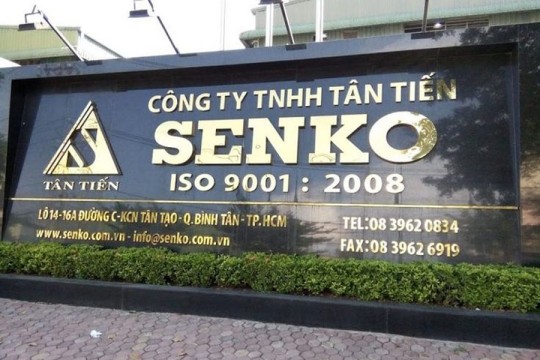 CÔNG TY TNHH TÂN TIẾN
SENKO
TÂN TIẾN
ISO 9001 : 2008
LÔ 14-16A ĐƯỜNG C-KCN TÂN TẠO - Q. BÌNH TÂN - TP. HCM
www.senko.com.vn - info@senko.com.vn
TEL: 08 3962 0834
FAX: 08 3962 6919